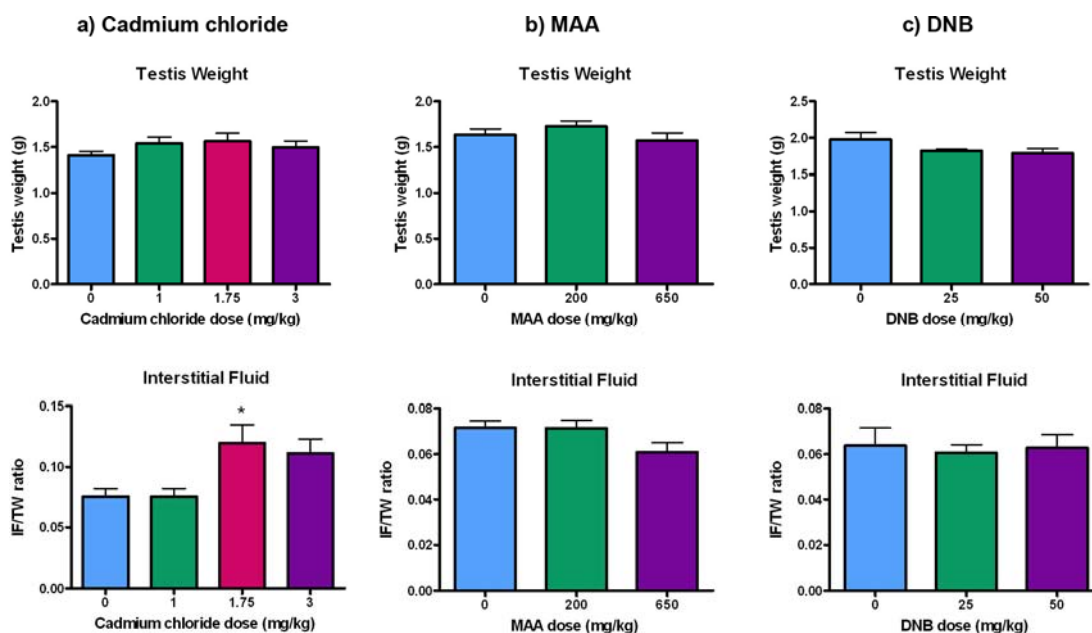 a) Cadmium chloride
b) MAA
c) DNB
Testis Weight
Testis Weight
Testis Weight
Testis weight (g)
2.0
1.5
1.0
0.5
0.0
0
1
1.75
3
Cadmium chloride dose (mg/kg)
Testis weight (g)
2.0
1.5
1.0
0.5
0.0
0
200
650
MAA dose (mg/kg)
Testis weight (g)
2.5
2.0
1.5
1.0
0.5
0.0
0
25
50
DNB dose (mg/kg)
Interstitial Fluid
Interstitial Fluid
Interstitial Fluid
IF/TW ratio
0.15
0.10
0.05
0.00
*
0
1
1.75
3
Cadmium chloride dose (mg/kg)
IF/TW ratio
0.08
0.06
0.04
0.02
0.00
0
200
650
MAA dose (mg/kg)
IF/TW ratio
0.08
0.06
0.04
0.02
0.00
0
25
50
DNB dose (mg/kg)